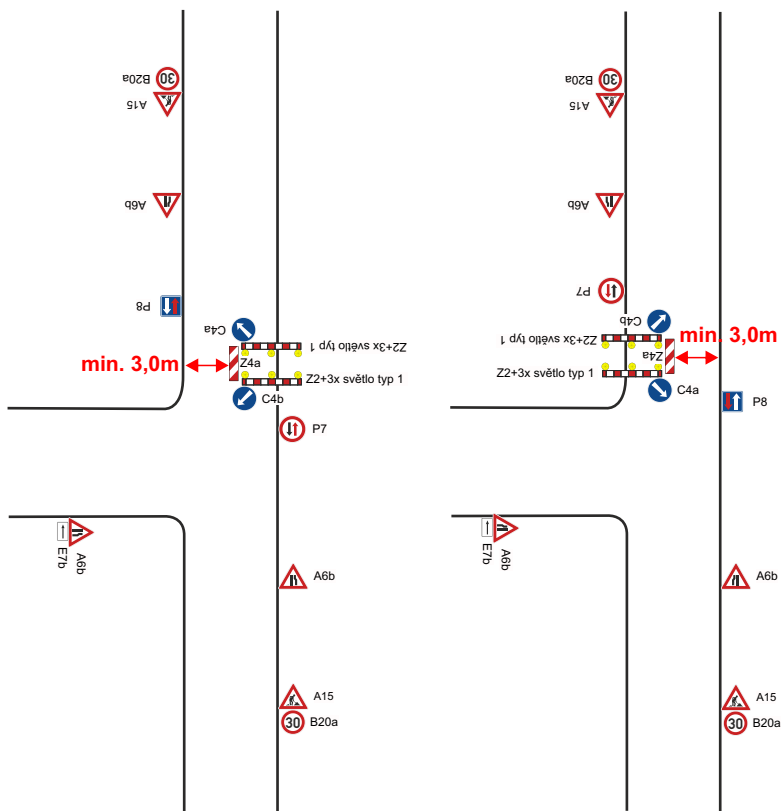 B20a
30
A15
A6b
P8
C4a
Z2+3x světlo typ 1
min. 3,0m
Z4a
Z2+3x světlo typ 1
C4b
P7
A6b
E7b
A6b
A15
30
B20a
B20a
30
A15
A6b
P7
C4b
Z2+3x světlo typ 1
Z4a
min. 3,0m
Z2+3x světlo typ 1
C4a
P8
A6b
E7b
A6b
A15
30
B20a